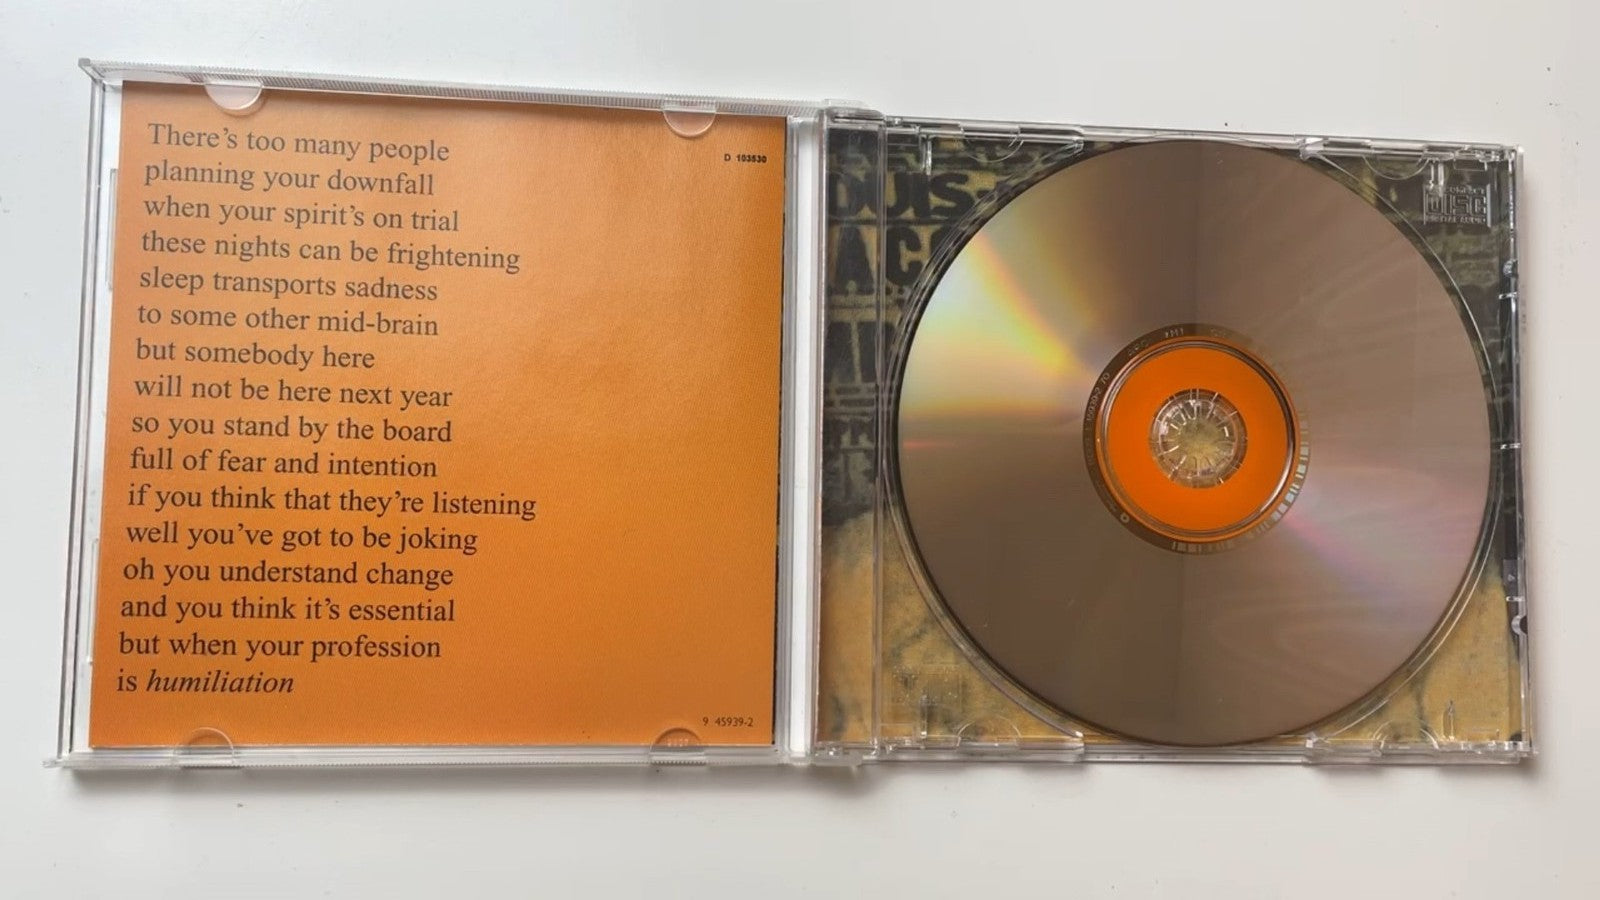 There's too many people
planning your downfall
when your spirit's on trial
these nights can be frightening
sleep transports sadness
to some other mid-brain
but somebody here
will not be here next year
so you stand by the board
full of fear and intention
if you think that they're listening
well you've got to be joking
oh you understand change
and you think it's essential
but when your profession
is humiliation
D 103530
9 45939-2
COMPACT
DISC
DIGITAL AUDIO